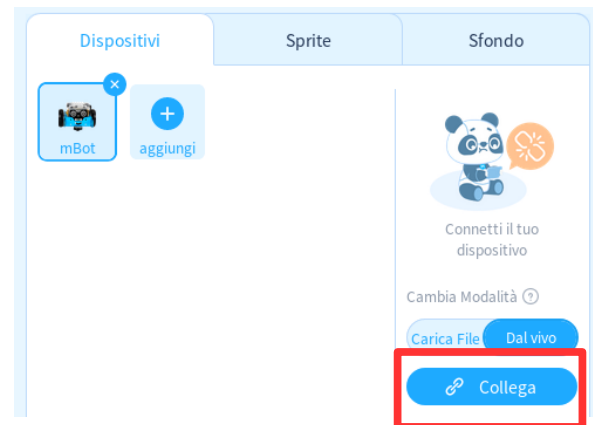 Dispositivi
Sprite
Sfondo
mBot
aggiungi
Connetti il tuo
dispositivo
Cambia Modalità ?
Carica File
Dal vivo
Collega